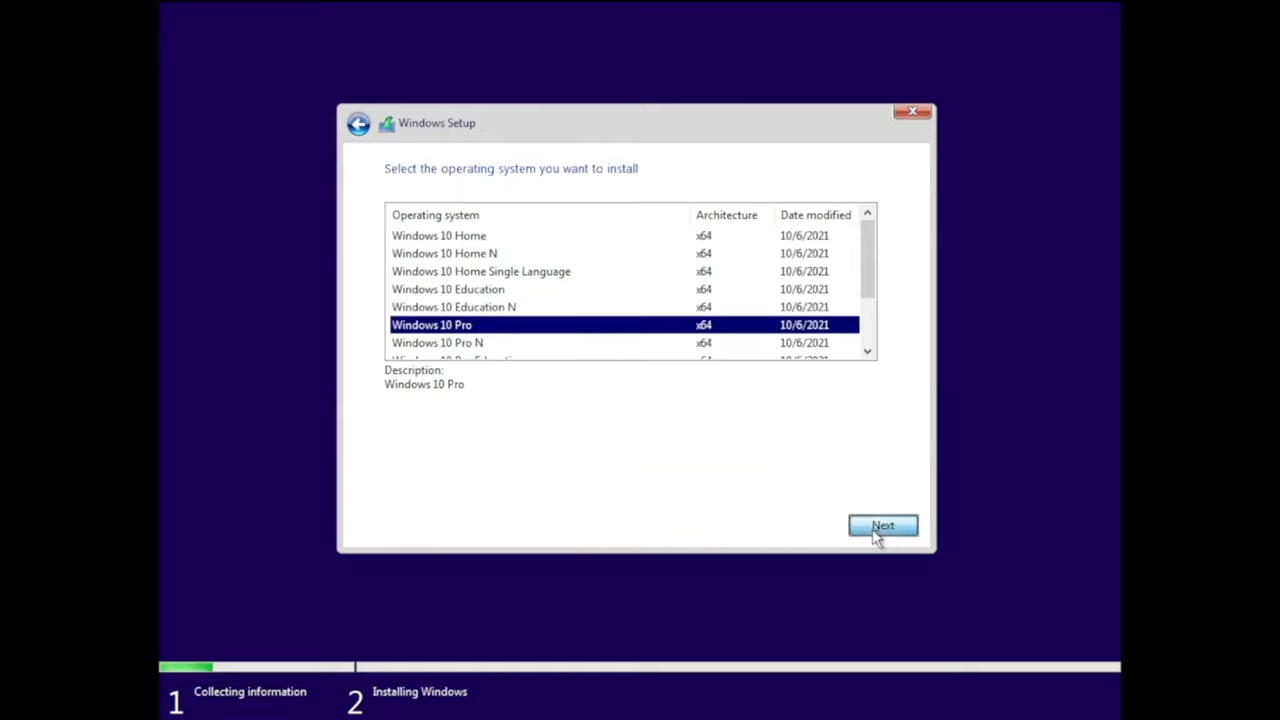 Windows Setup
Select the operating system you want to install
Operating system Architecture Date modified
Windows 10 Home x64 10/6/2021
Windows 10 Home N x64 10/6/2021
Windows 10 Home Single Language x64 10/6/2021
Windows 10 Education x64 10/6/2021
Windows 10 Education N x64 10/6/2021
Windows 10 Pro x64 10/6/2021
Windows 10 Pro N x64 10/6/2021
Description:
Windows 10 Pro
Next
1 Collecting information 2 Installing Windows